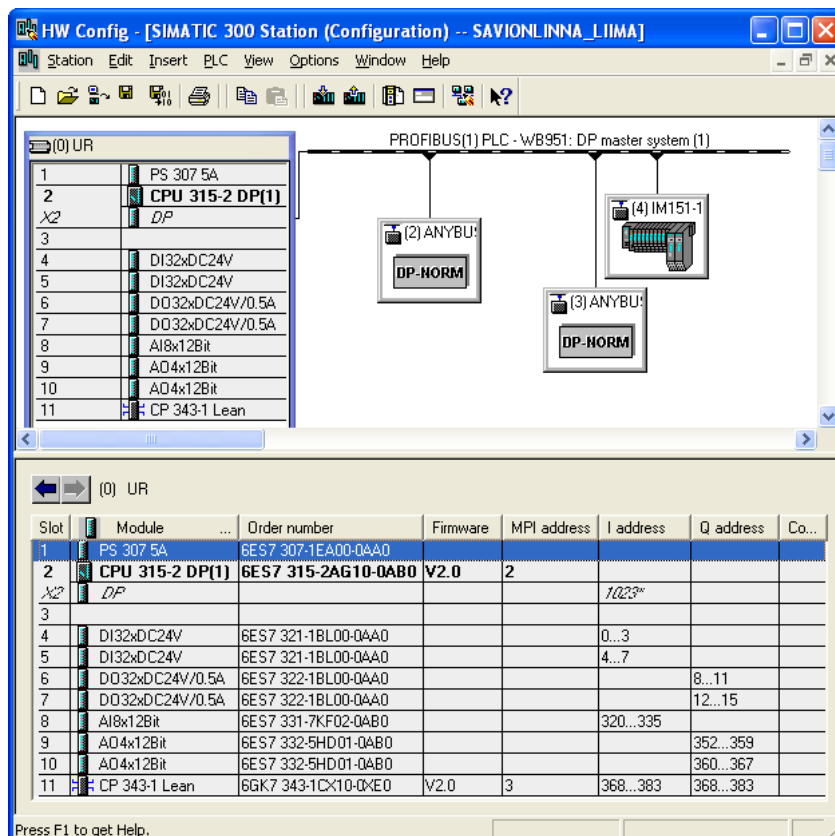 HW Config - [SIMATIC 300 Station (Configuration) -- SAVIONLINNA_LIIMA]
Station Edit Insert PLC View Options Window Help
(0) UR
1 PS 307 5A
2 CPU 315-2 DP(1)
X2 DP
3
4 DI32xDC24V
5 DI32xDC24V
6 DO32xDC24V/0.5A
7 DO32xDC24V/0.5A
8 AI8x12Bit
9 AO4x12Bit
10 AO4x12Bit
11 CP 343-1 Lean
PROFIBUS(1) PLC - WB951: DP master system (1)
(2) ANYBUS
DP-NORM
(4) IM151-1
(3) ANYBUS
DP-NORM
(0) UR
Slot Module ... Order number Firmware MPI address I address Q address Co...
1 PS 307 5A 6ES7 307-1EA00-0AA0
2 CPU 315-2 DP(1) 6ES7 315-2AG10-0AB0 V2.0 2
X2 DP 1023*
3
4 DI32xDC24V 6ES7 321-1BL00-0AA0 0...3
5 DI32xDC24V 6ES7 321-1BL00-0AA0 4...7
6 DO32xDC24V/0.5A 6ES7 322-1BL00-0AA0 8...11
7 DO32xDC24V/0.5A 6ES7 322-1BL00-0AA0 12...15
8 AI8x12Bit 6ES7 331-7KF02-0AB0 320...335
9 AO4x12Bit 6ES7 332-5HD01-0AB0 352...359
10 AO4x12Bit 6ES7 332-5HD01-0AB0 360...367
11 CP 343-1 Lean 6GK7 343-1CX10-0XE0 V2.0 3 368...383 368...383
Press F1 to get Help.